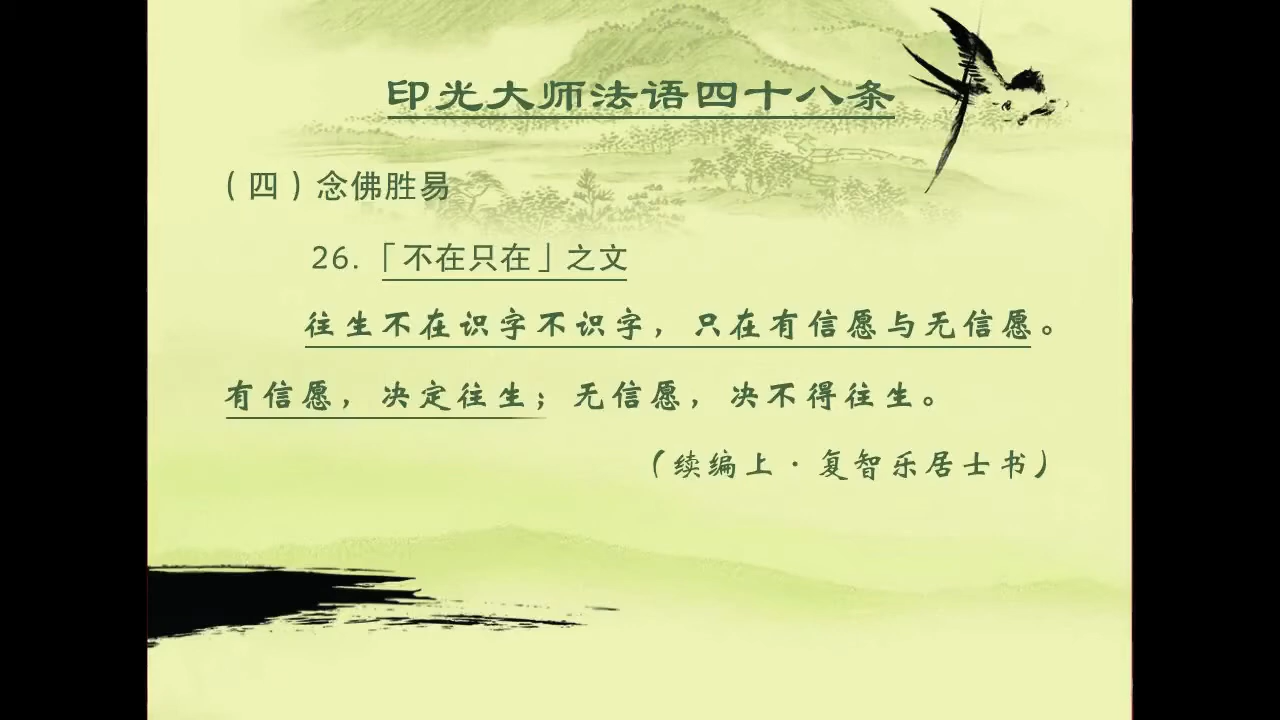 印光大师法语四十八条
（四）念佛胜易
26.「不在只在」之文
往生不在识字不识字，只在有信愿与无信愿。
有信愿，决定往生；无信愿，决不得往生。
（续编上·复智乐居士书）